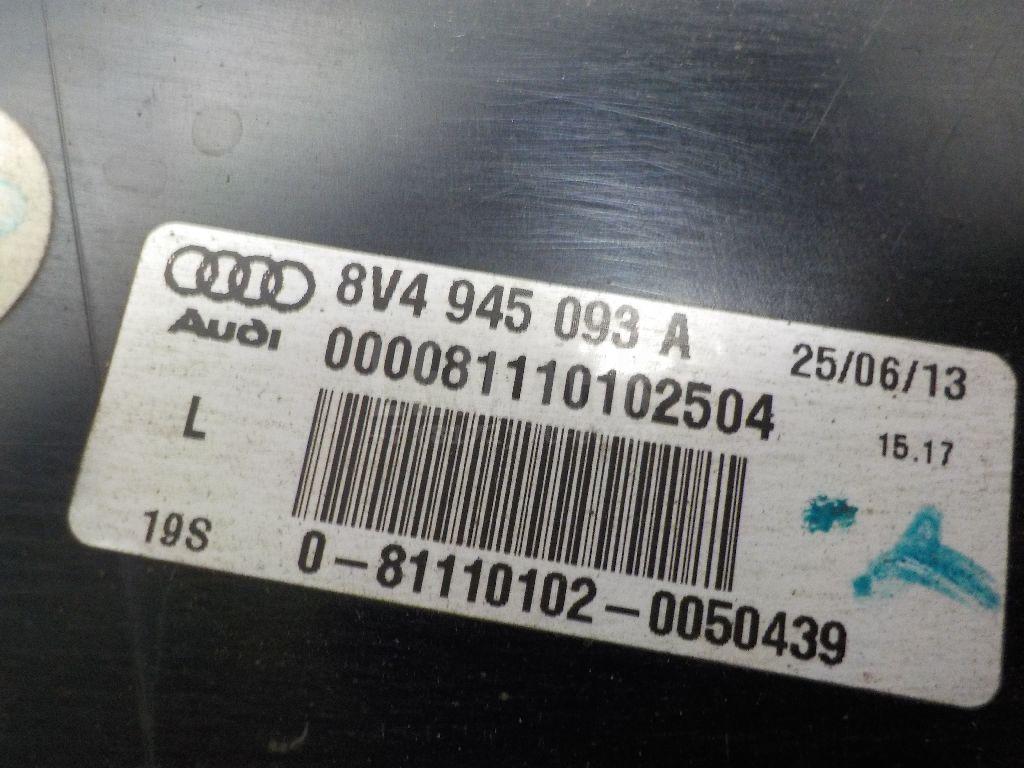 8V4 945 093 A
Audi
000081110102504
25/06/13
L
15.17
19S
0-81110102-0050439